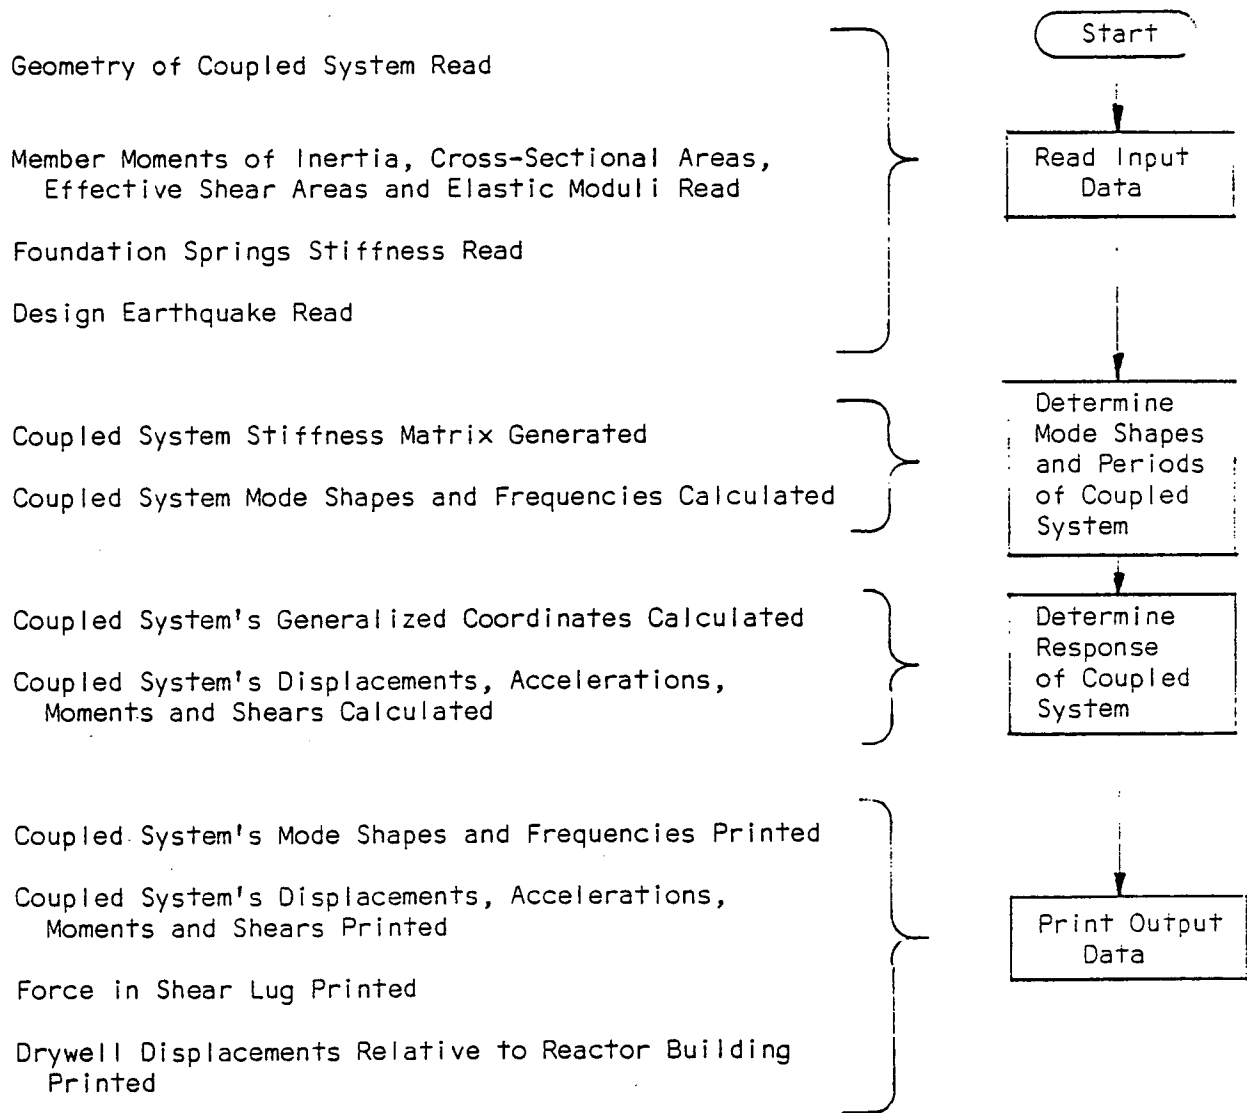 Start
Geometry of Coupled System Read
Member Moments of Inertia, Cross-Sectional Areas,
Effective Shear Areas and Elastic Moduli Read
Foundation Springs Stiffness Read
Design Earthquake Read
Read Input
Data
Coupled System Stiffness Matrix Generated
Coupled System Mode Shapes and Frequencies Calculated
Determine
Mode Shapes
and Periods
of Coupled
System
Coupled System's Generalized Coordinates Calculated
Coupled System's Displacements, Accelerations,
Moments and Shears Calculated
Determine
Response
of Coupled
System
Coupled System's Mode Shapes and Frequencies Printed
Coupled System's Displacements, Accelerations,
Moments and Shears Printed
Force in Shear Lug Printed
Drywell Displacements Relative to Reactor Building
Printed
Print Output
Data